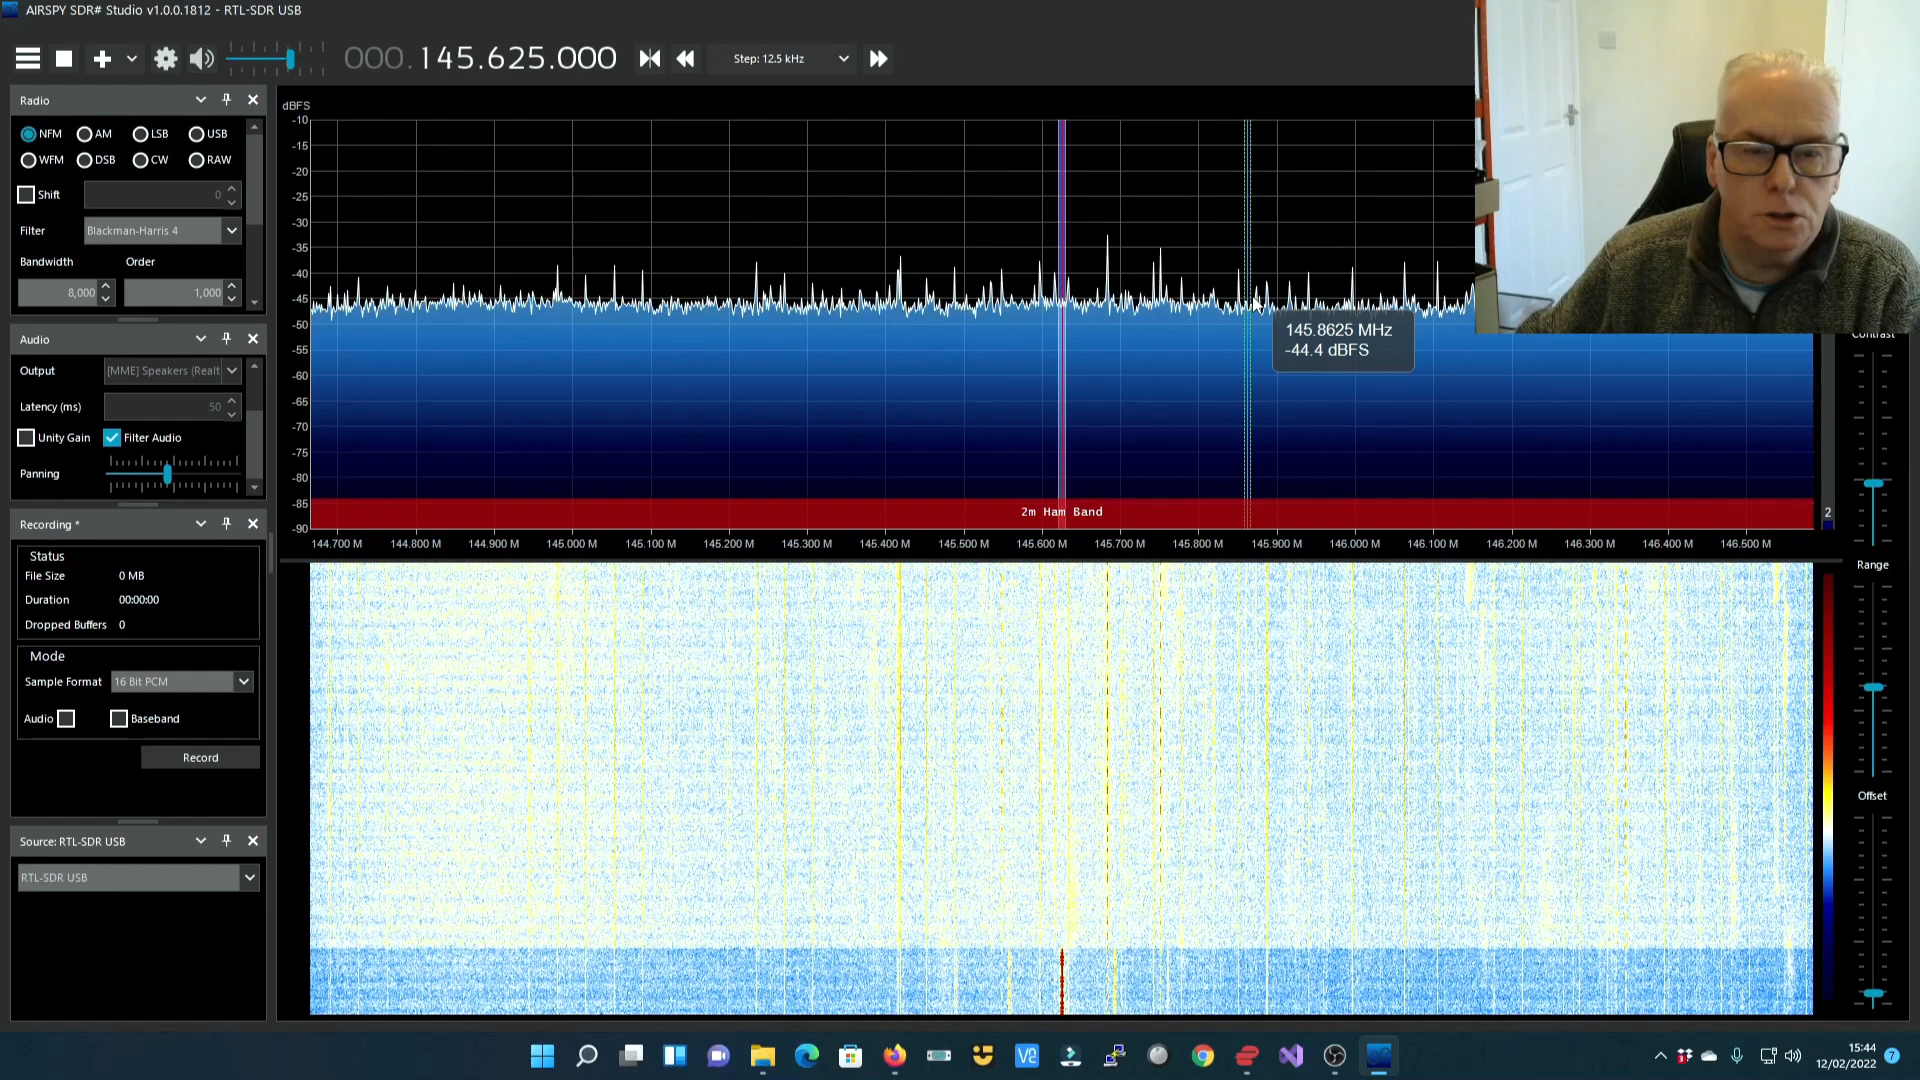 AIRSPY SDR# Studio v1.0.0.1812 - RTL-SDR USB
000.145.625.000
Step: 12.5 kHz
Radio
NFM AM LSB USB
WFM DSB CW RAW
Shift 0
Filter Blackman-Harris 4
Bandwidth Order
8,000 1,000
Audio
Output [MME] Speakers (Realt
Latency (ms) 50
Unity Gain Filter Audio
Panning
Recording *
Status
File Size 0 MB
Duration 00:00:00
Dropped Buffers 0
Mode
Sample Format 16 Bit PCM
Audio Baseband
Record
Source: RTL-SDR USB
RTL-SDR USB
dBFS
-10
-15
-20
-25
-30
-35
-40
-45
-50
-55
-60
-65
-70
-75
-80
-85
-90
145.8625 MHz
-44.4 dBFS
2m Ham Band
2
144.700 M 144.800 M 144.900 M 145.000 M 145.100 M 145.200 M 145.300 M 145.400 M 145.500 M 145.600 M 145.700 M 145.800 M 145.900 M 146.000 M 146.100 M 146.200 M 146.300 M 146.400 M 146.500 M
Contrast
Range
Offset
V2
15:44
12/02/2022
7